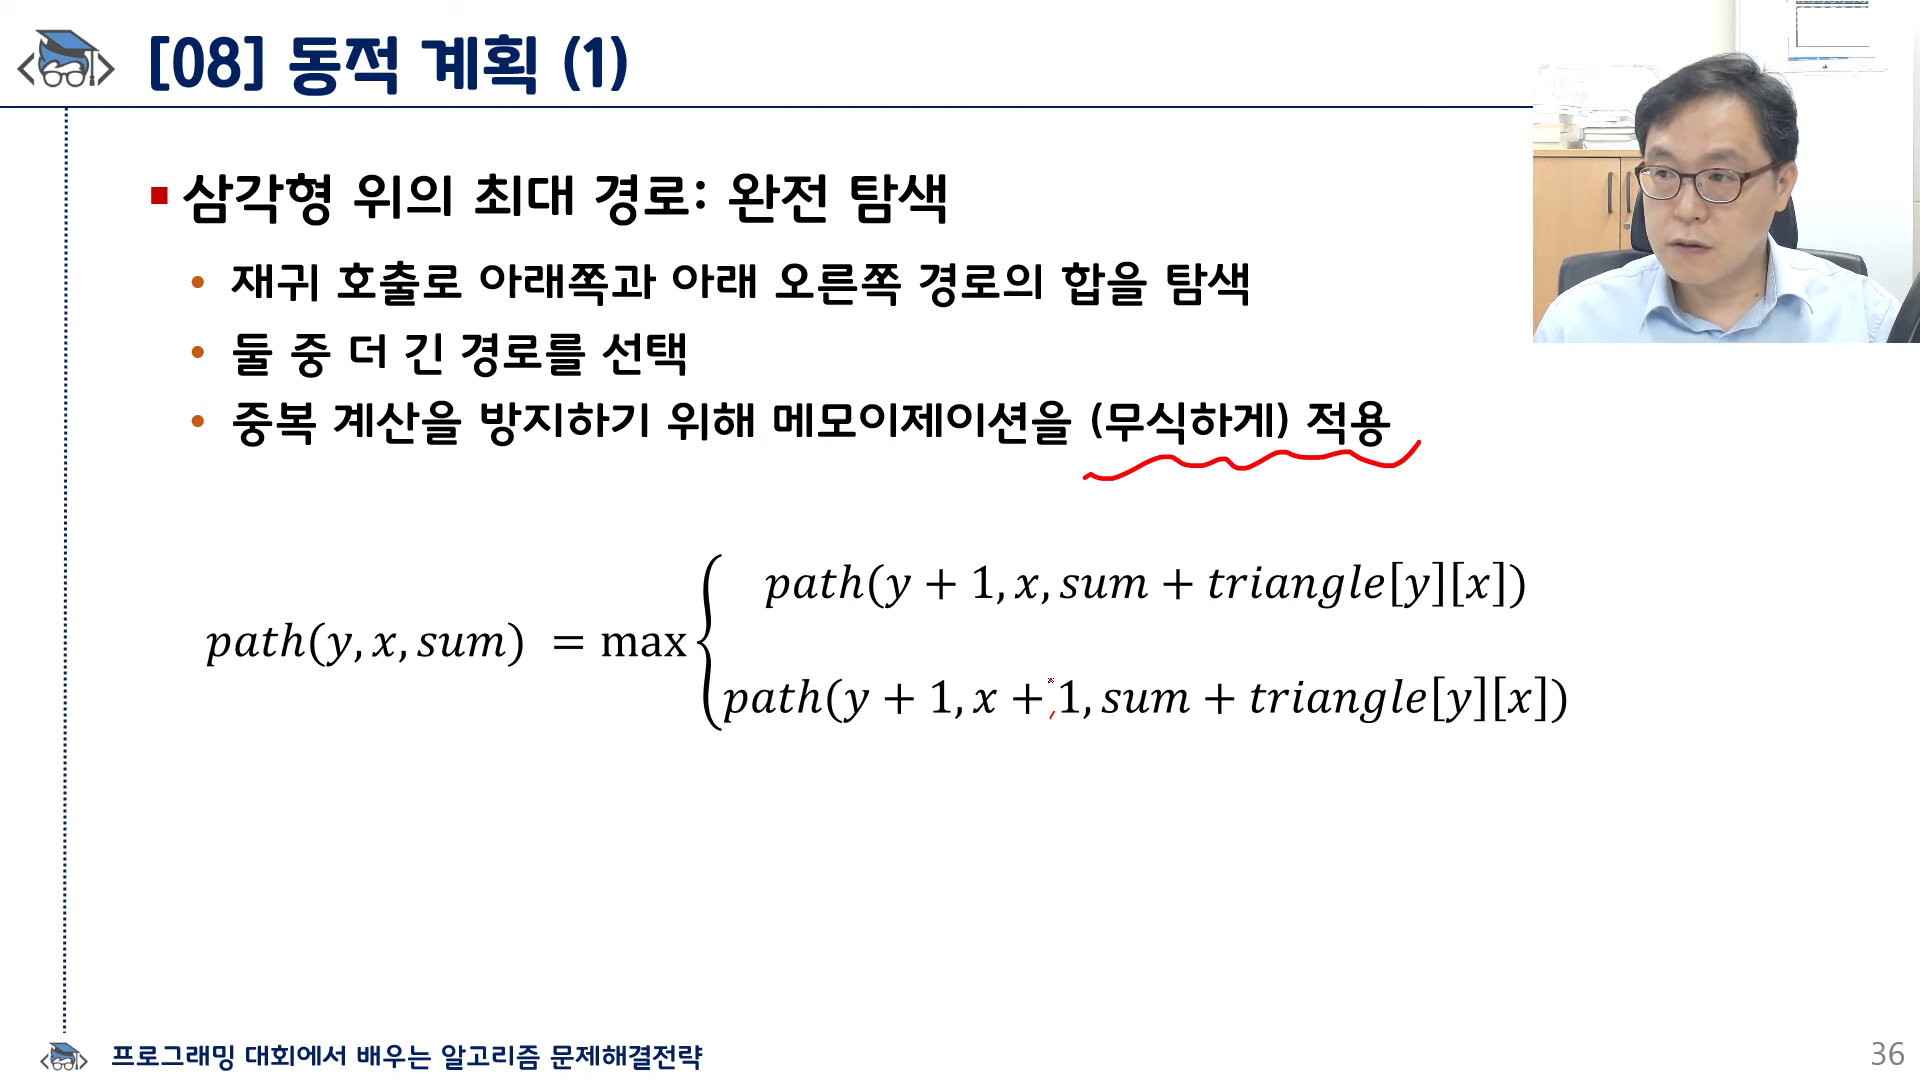 [08] 동적 계획 (1)
삼각형 위의 최대 경로: 완전 탐색
재귀 호출로 아래쪽과 아래 오른쪽 경로의 합을 탐색
둘 중 더 긴 경로를 선택
중복 계산을 방지하기 위해 메모이제이션을 (무식하게) 적용
path(y + 1, x, sum + triangle[y][x])
path(y, x, sum) = max
path(y + 1, x + 1, sum + triangle[y][x])
프로그래밍 대회에서 배우는 알고리즘 문제해결전략
36